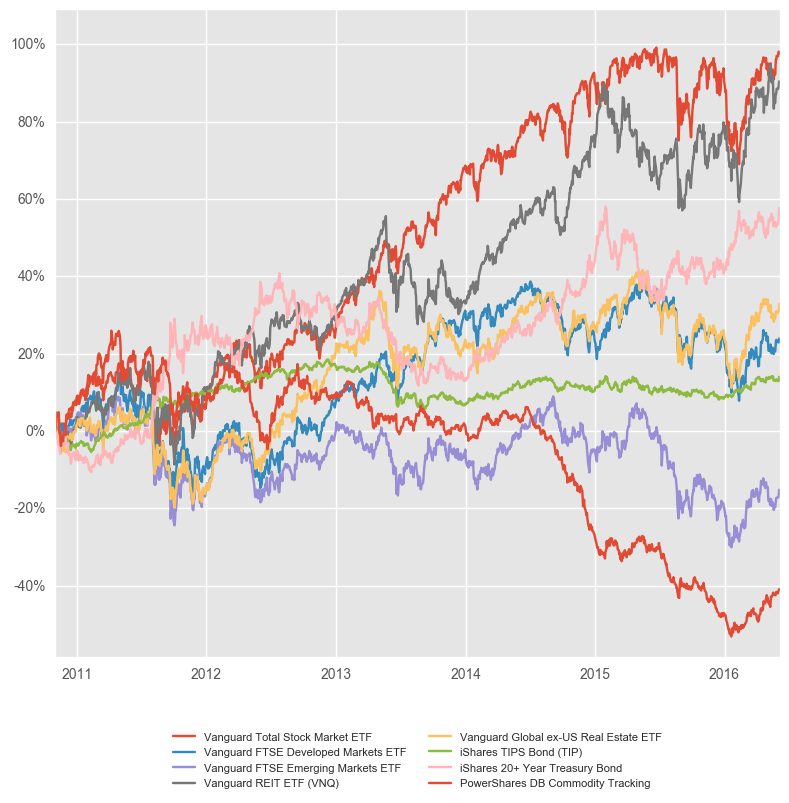 100%
80%
60%
40%
20%
0%
-20%
-40%
2011 2012 2013 2014 2015 2016
Vanguard Total Stock Market ETF
Vanguard FTSE Developed Markets ETF
Vanguard FTSE Emerging Markets ETF
Vanguard REIT ETF (VNQ)
Vanguard Global ex-US Real Estate ETF
iShares TIPS Bond (TIP)
iShares 20+ Year Treasury Bond
PowerShares DB Commodity Tracking